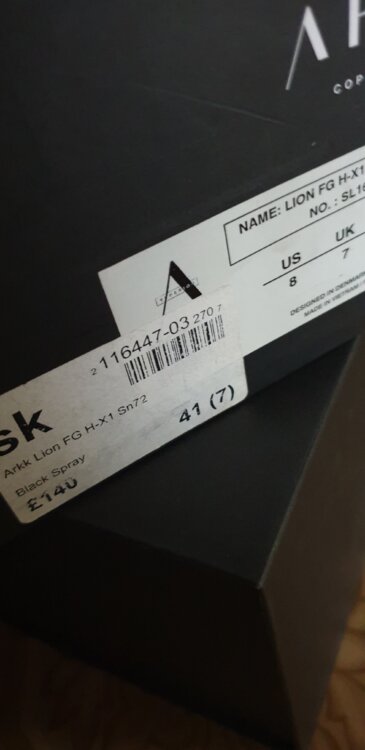 COP
NAME: LION FG H-X1
NO. : SL16
US UK
8 7
DESIGNED IN DENMARK
MADE IN VIETNAM
2 116447-03 270 7
sk
Arkk Lion FG H-X1 Sn72
41 (7)
Black Spray
£140